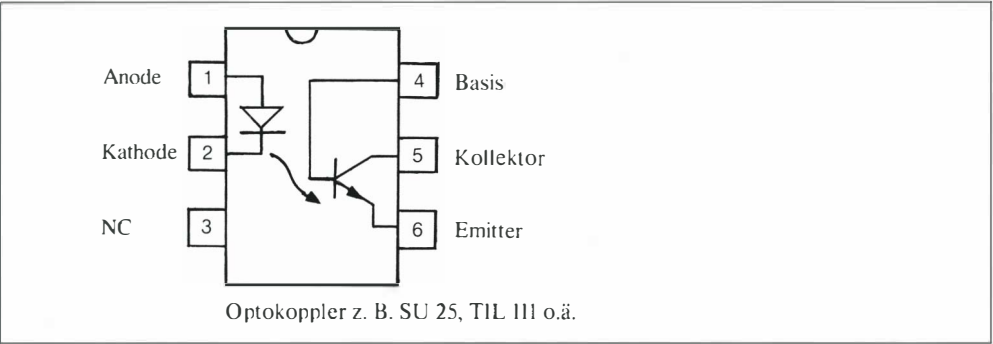 Anode 1 4 Basis
Kathode 2 5 Kollektor
NC 3 6 Emitter
Optokoppler z. B. SU 25, TIL 111 o.ä.